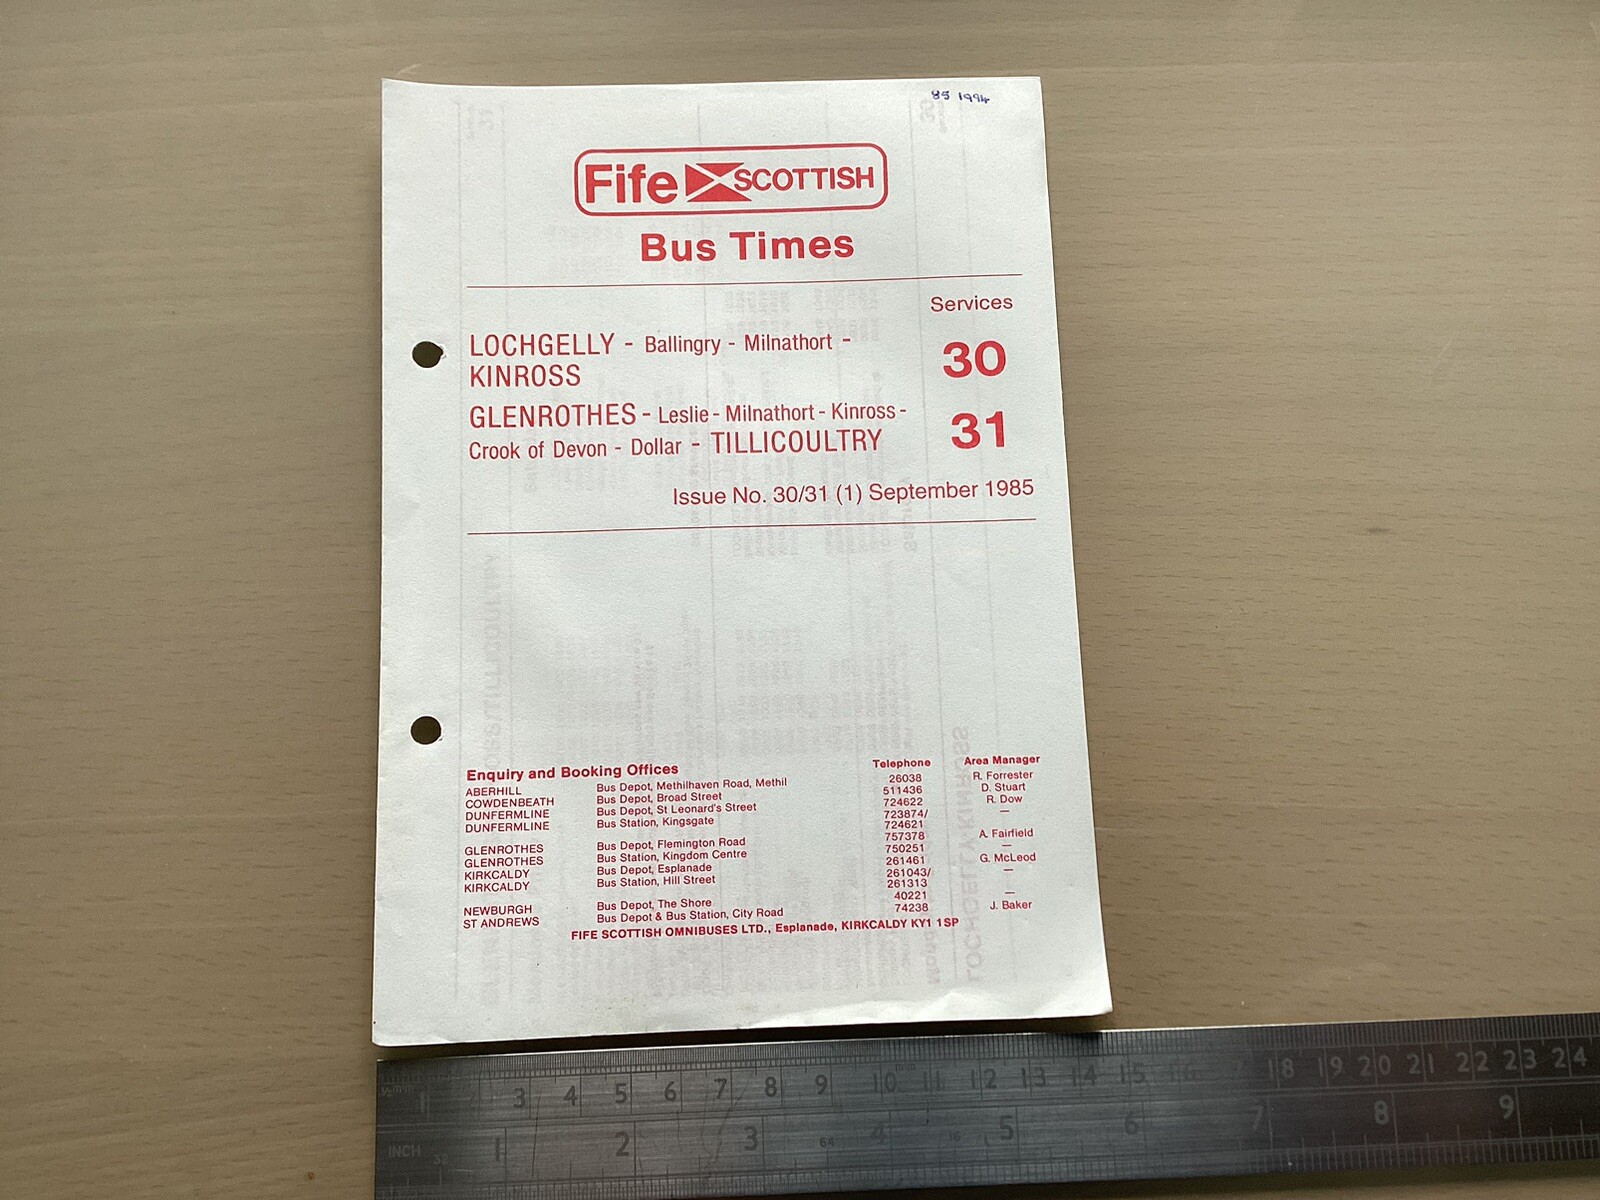 85 1994
Fife SCOTTISH
Bus Times
Services
LOCHGELLY - Ballingry - Milnathort -
KINROSS
30
GLENROTHES - Leslie - Milnathort - Kinross -
Crook of Devon - Dollar - TILLICOULTRY
31
Issue No. 30/31 (1) September 1985
Enquiry and Booking Offices Telephone Area Manager
ABERHILL Bus Depot, Methilhaven Road, Methil 26038 R. Forrester
COWDENBEATH Bus Depot, Broad Street 511436 D. Stuart
DUNFERMLINE Bus Depot, St Leonard's Street 724622 R. Dow
DUNFERMLINE Bus Station, Kingsgate 723874/ —
724621
GLENROTHES Bus Depot, Flemington Road 757378 A. Fairfield
GLENROTHES Bus Station, Kingdom Centre 750251 —
KIRKCALDY Bus Depot, Esplanade 261461 G. McLeod
KIRKCALDY Bus Station, Hill Street 261043/ —
261313
NEWBURGH Bus Depot, The Shore 40221 —
ST ANDREWS Bus Depot & Bus Station, City Road 74238 J. Baker
FIFE SCOTTISH OMNIBUSES LTD., Esplanade, KIRKCALDY KY1 1SP
½mm 1 2 3 4 5 6 7 8 9 10 mm 11 12 13 14 15 16 17 18 19 20 21 22 23 24
INCH 32 1 2 3 64 4 16 5 6 7 8 9